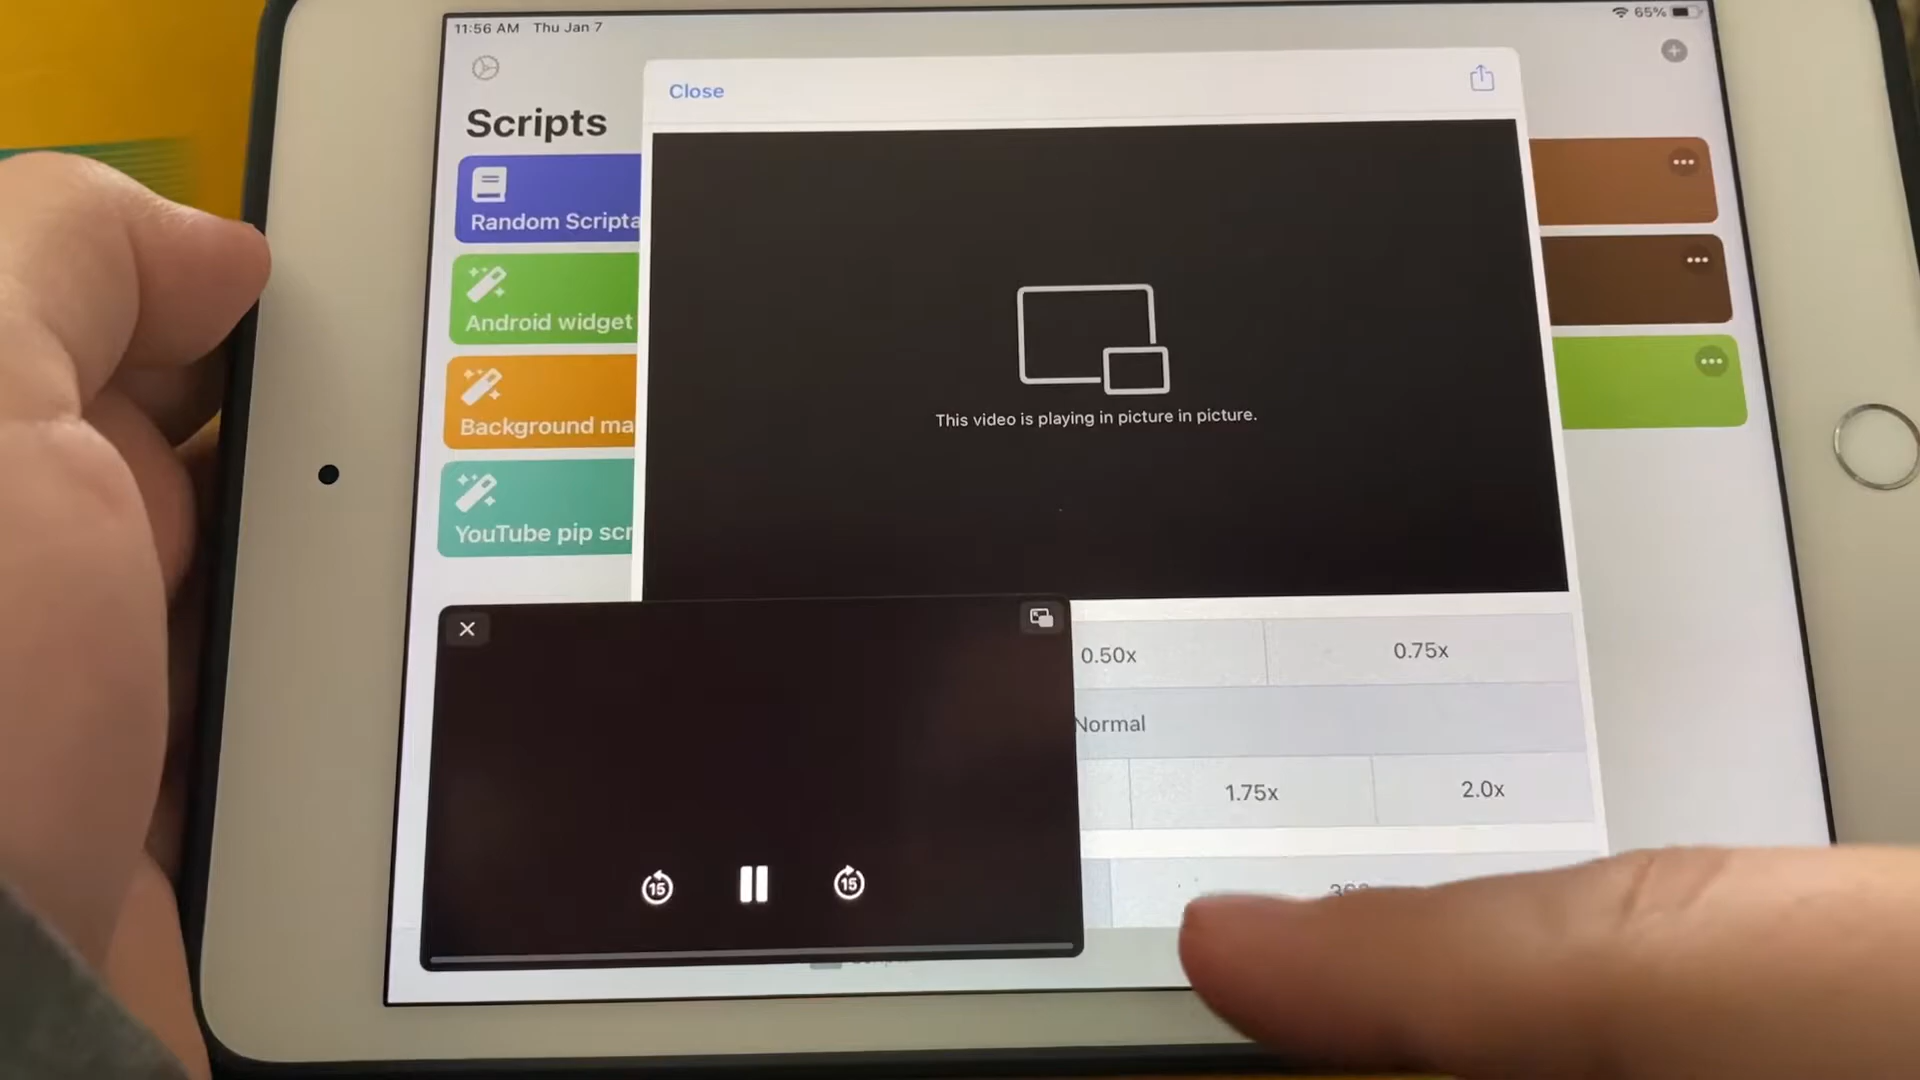 11:56 AM Thu Jan 7
65%
Close
Scripts
Random Scripta
Android widget
Background ma
YouTube pip scr
This video is playing in picture in picture.
0.50x
0.75x
Normal
1.75x
2.0x
15
15